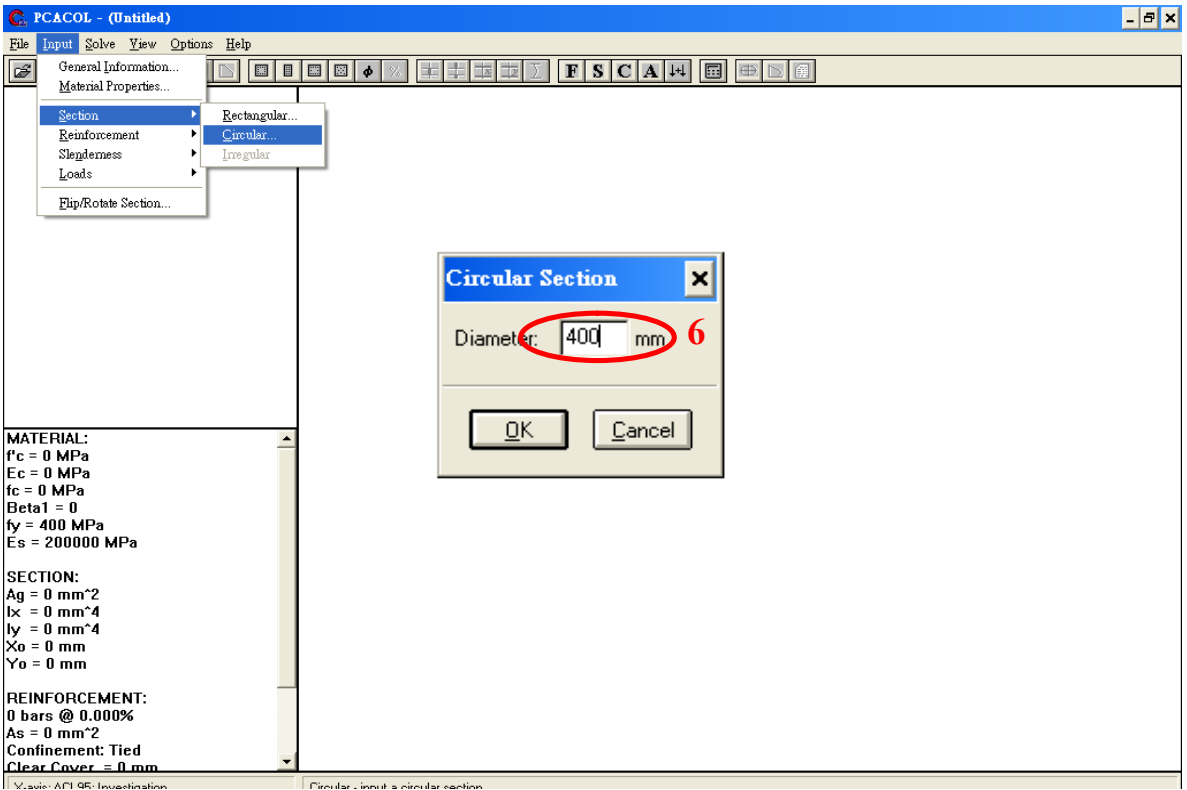 PCACOL - (Untitled)
File Input Solve View Options Help
General Information...
Material Properties...
Section
Reinforcement
Slenderness
Loads
Flip/Rotate Section...
Rectangular...
Circular...
Irregular
F S C A
Circular Section
Diameter: 400 mm 6
OK Cancel
MATERIAL:
f'c = 0 MPa
Ec = 0 MPa
fc = 0 MPa
Beta1 = 0
fy = 400 MPa
Es = 200000 MPa
SECTION:
Ag = 0 mm^2
Ix = 0 mm^4
Iy = 0 mm^4
Xo = 0 mm
Yo = 0 mm
REINFORCEMENT:
0 bars @ 0.000%
As = 0 mm^2
Confinement: Tied
Clear Cover = 0 mm
X-axis; ACI 95; Investigation
Circular - input a circular section